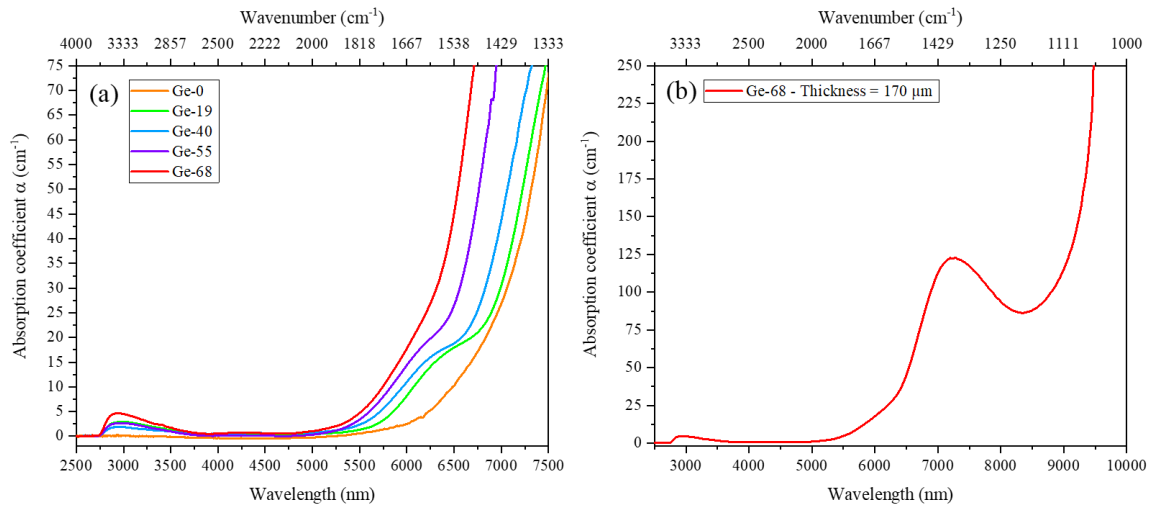 Wavenumber (cm-1)
4000 3333 2857 2500 2222 2000 1818 1667 1538 1429 1333
(a)
Ge-0
Ge-19
Ge-40
Ge-55
Ge-68
75
70
65
60
55
50
45
40
35
30
25
20
15
10
5
0
Absorption coefficient α (cm-1)
2500 3000 3500 4000 4500 5000 5500 6000 6500 7000 7500
Wavelength (nm)
Wavenumber (cm-1)
3333 2500 2000 1667 1429 1250 1111 1000
(b)
Ge-68 - Thickness = 170 μm
250
225
200
175
150
125
100
75
50
25
0
Absorption coefficient α (cm-1)
3000 4000 5000 6000 7000 8000 9000 10000
Wavelength (nm)